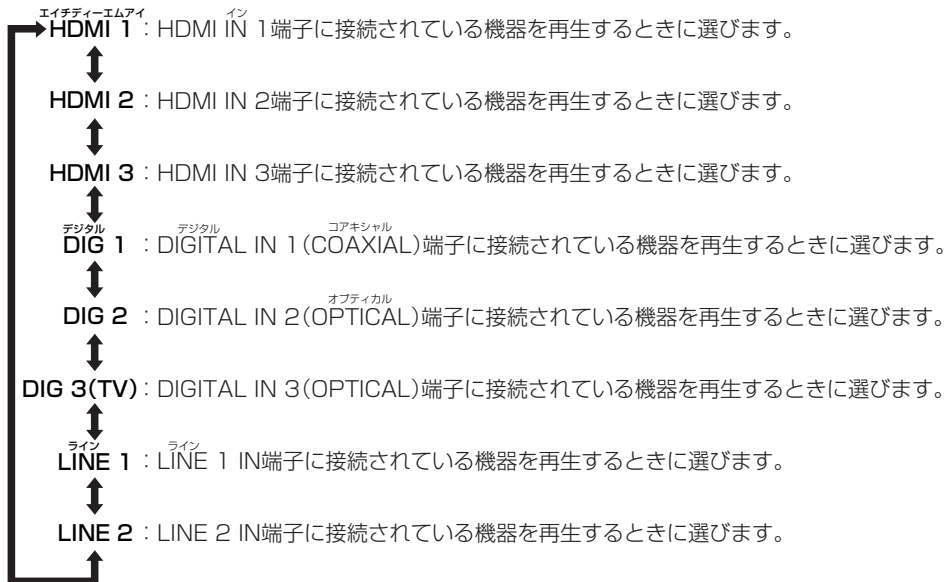 エイチディーエムアイ イン
HDMI 1：HDMI IN 1端子に接続されている機器を再生するときに選びます。
HDMI 2：HDMI IN 2端子に接続されている機器を再生するときに選びます。
HDMI 3：HDMI IN 3端子に接続されている機器を再生するときに選びます。
デジタル デジタル コアキシャル
DIG 1：DIGITAL IN 1（COAXIAL）端子に接続されている機器を再生するときに選びます。
オプティカル
DIG 2：DIGITAL IN 2（OPTICAL）端子に接続されている機器を再生するときに選びます。
DIG 3(TV)：DIGITAL IN 3（OPTICAL）端子に接続されている機器を再生するときに選びます。
ライン ライン
LINE 1：LINE 1 IN端子に接続されている機器を再生するときに選びます。
LINE 2：LINE 2 IN端子に接続されている機器を再生するときに選びます。